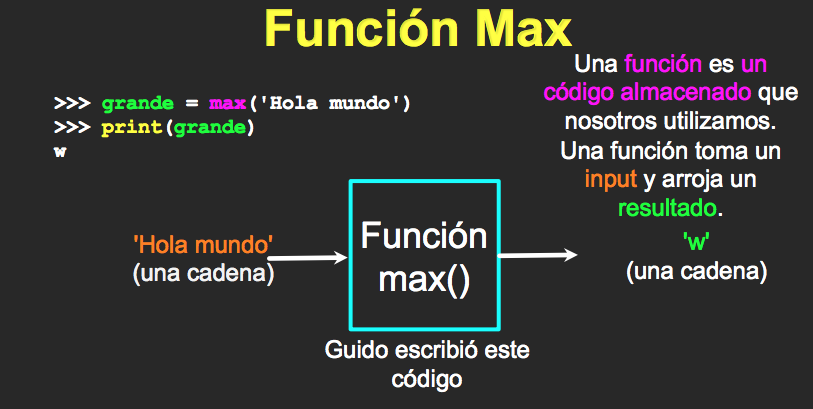 Función Max
>>> grande = max('Hola mundo')
>>> print(grande)
w
Una función es un
código almacenado que
nosotros utilizamos.
Una función toma un
input y arroja un
resultado.
'Hola mundo'
(una cadena)
Función
max()
'w'
(una cadena)
Guido escribió este
código